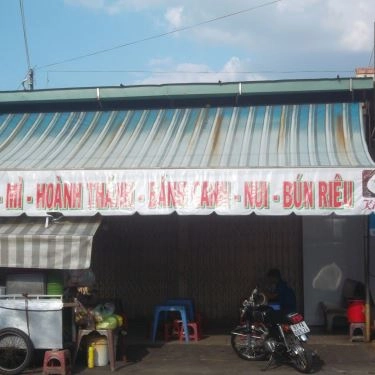 - MÌ - HOÀNH THÁNH - BÁNH CANH - NUI - BÚN RIÊU